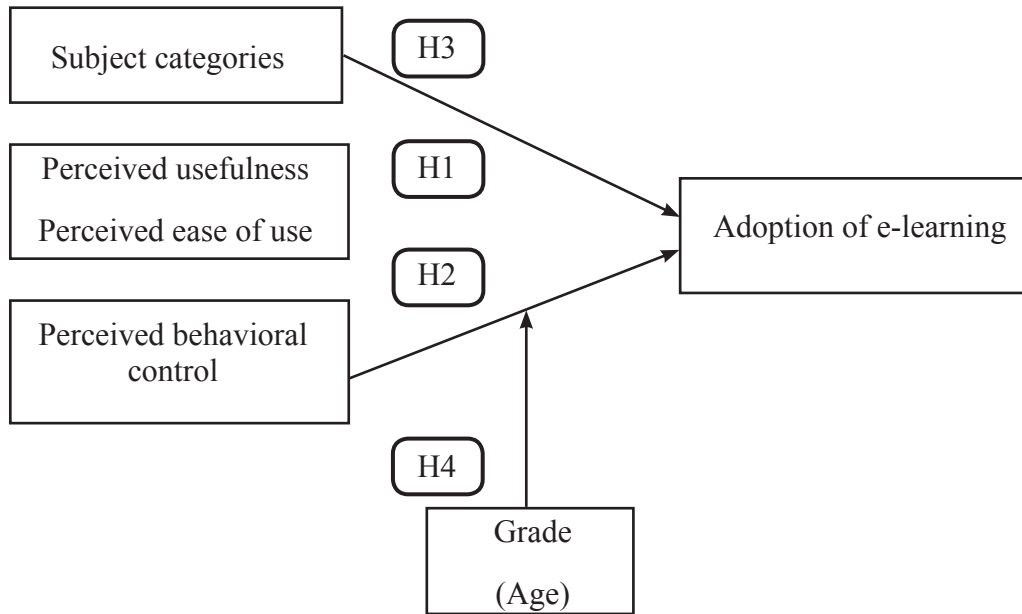 Subject categories
H3
Perceived usefulness
Perceived ease of use
H1
Adoption of e-learning
H2
Perceived behavioral
control
H4
Grade
(Age)